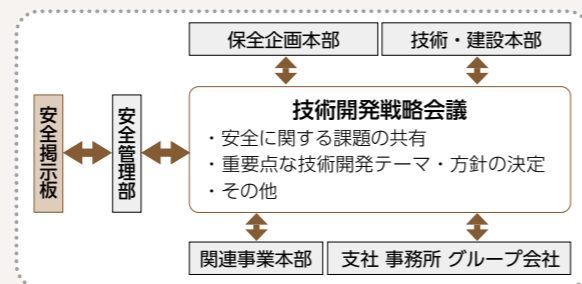 保全企画本部
技術・建設本部
安全掲示板
安全管理部
技術開発戦略会議
・安全に関する課題の共有
・重要点な技術開発テーマ・方針の決定
・その他
関連事業本部
支社 事務所 グループ会社